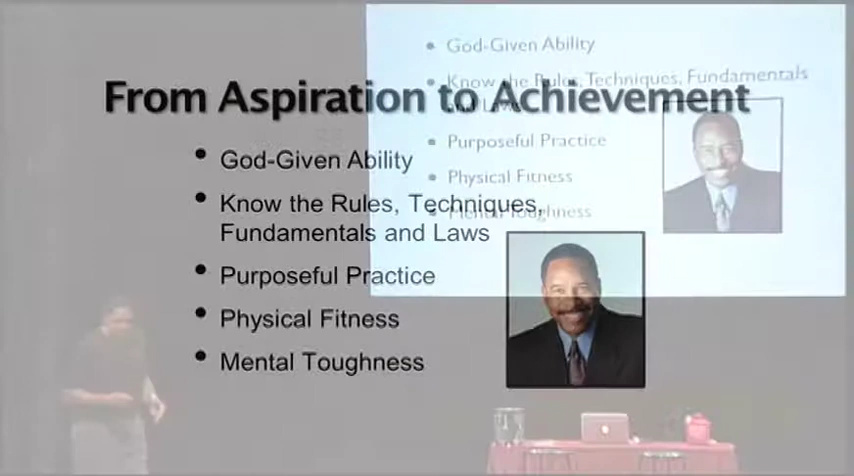 From Aspiration to Achievement
• God-Given Ability
• Know the Rules, Techniques,
Fundamentals and Laws
• Purposeful Practice
• Physical Fitness
• Mental Toughness
• God-Given Ability
• Know the Rules, Techniques, Fundamentals
and Laws
• Purposeful Practice
• Physical Fitness
• Mental Toughness